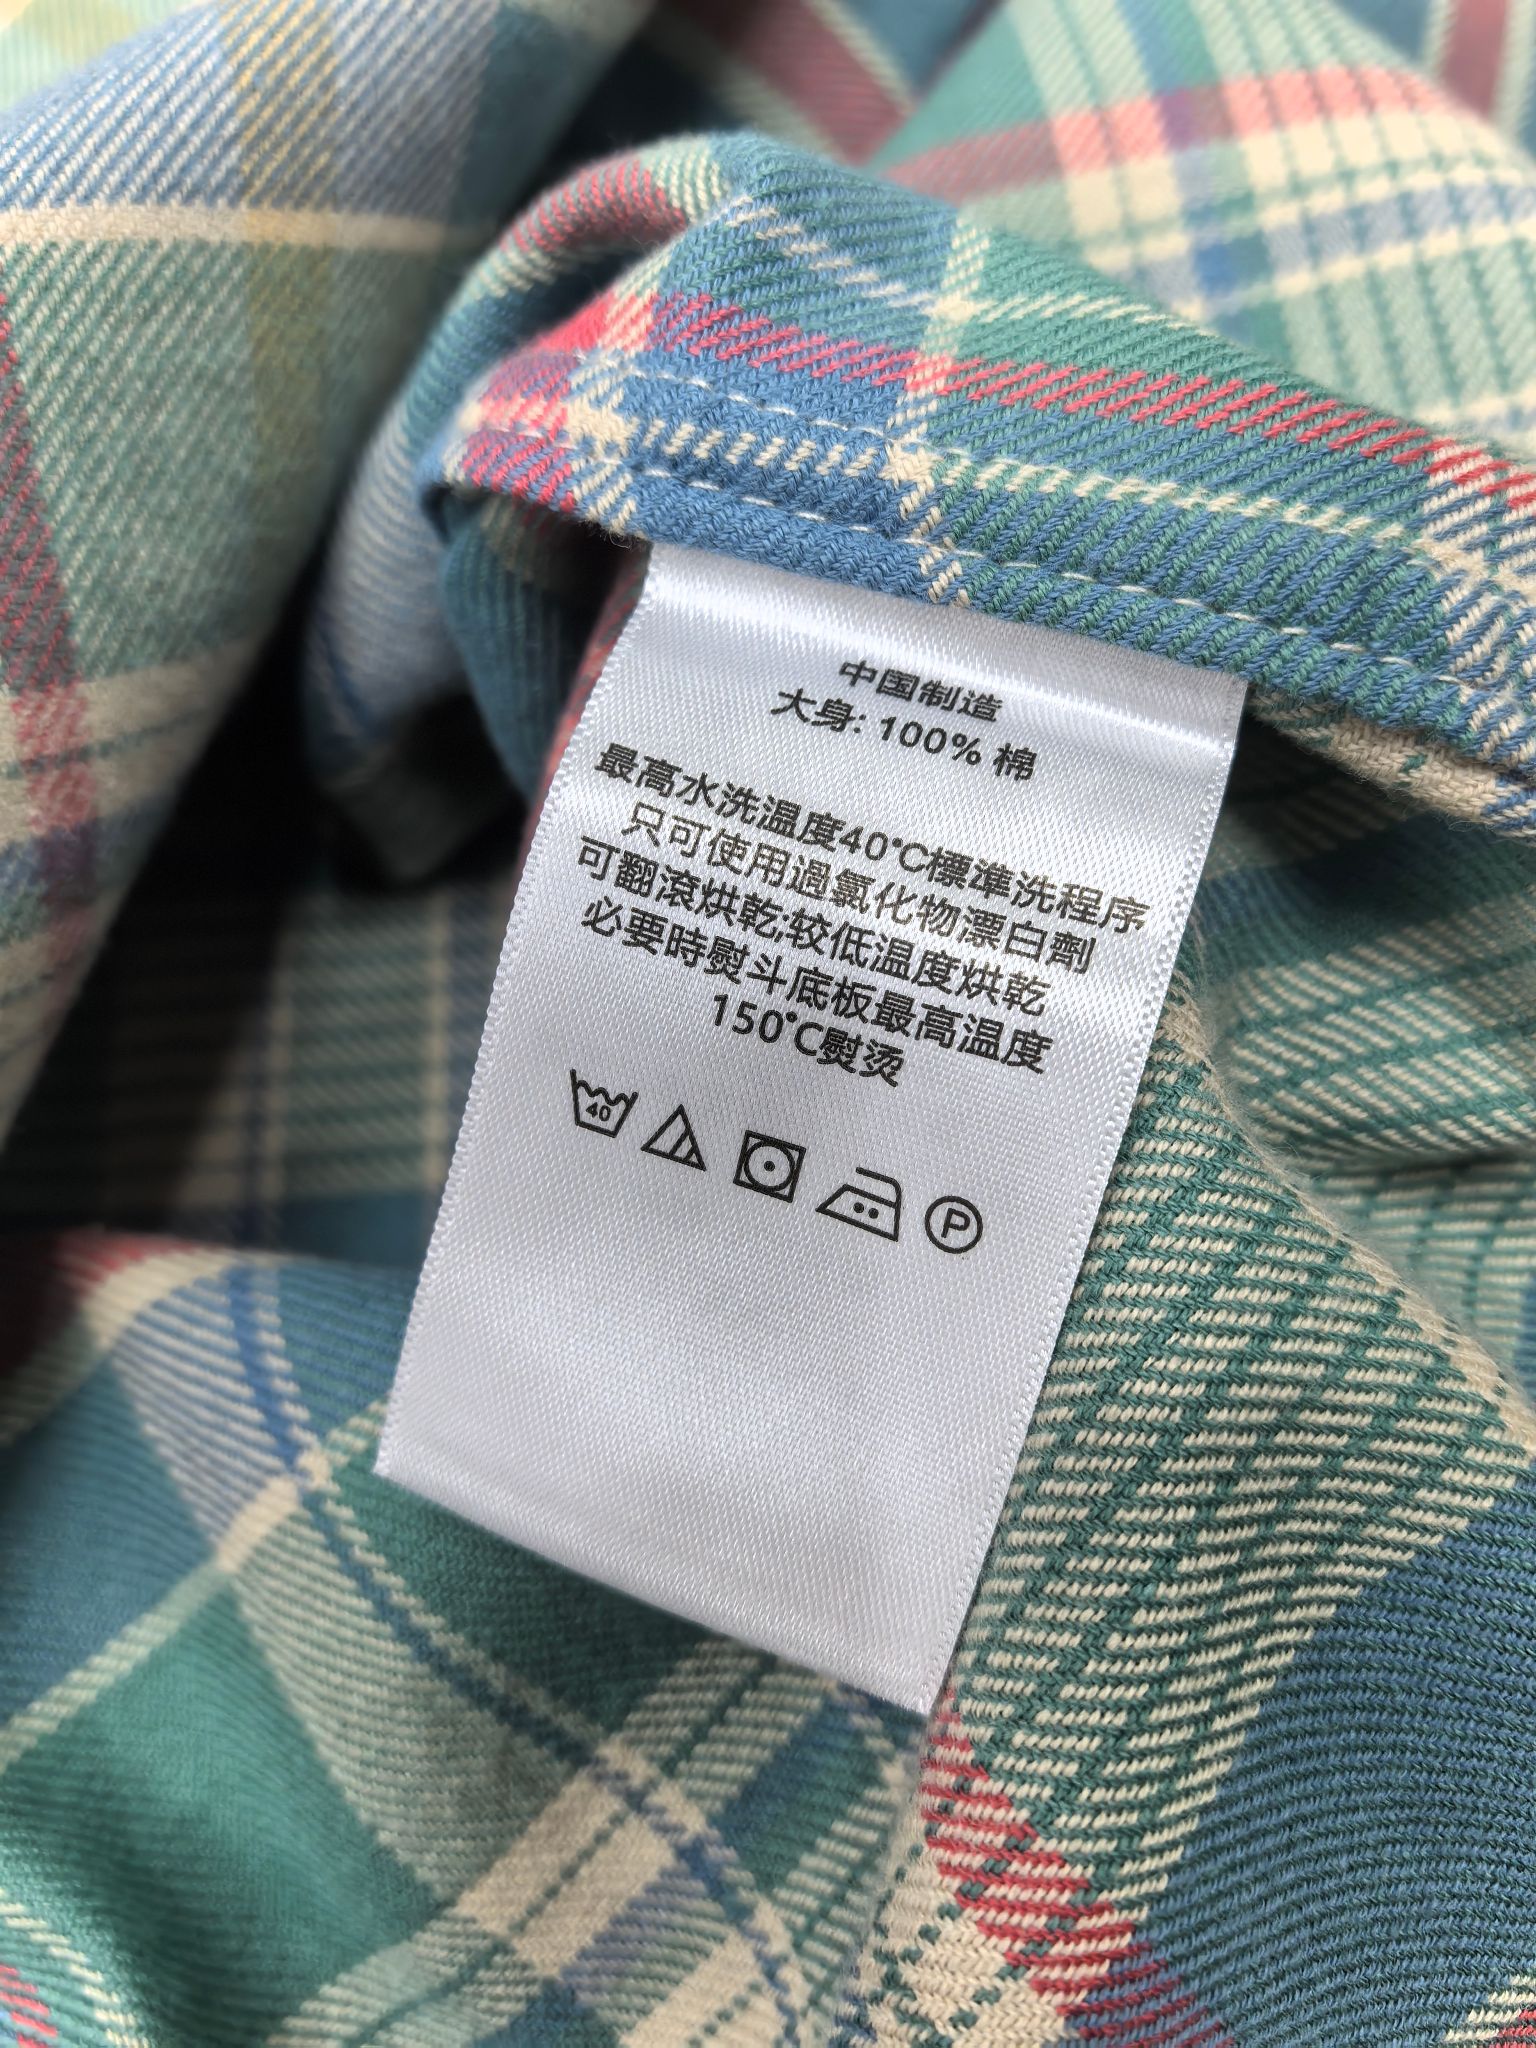 中国制造
大身: 100% 棉
最高水洗温度40°C標準洗程序
只可使用過氯化物漂白劑
可翻滾烘乾;较低温度烘乾
必要時熨斗底板最高温度
150°C熨烫
40
P